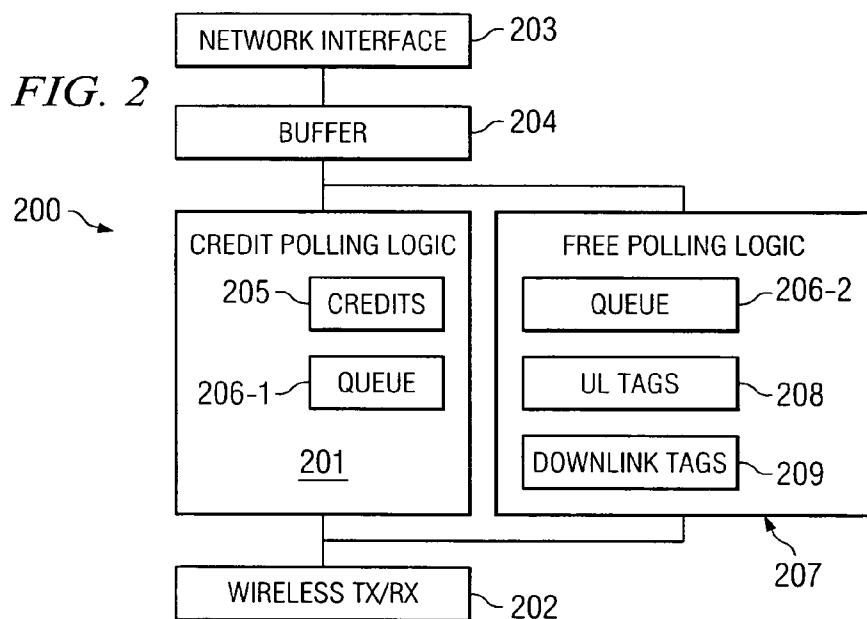 NETWORK INTERFACE 203
FIG. 2
BUFFER 204
200
CREDIT POLLING LOGIC
205 CREDITS
206-1 QUEUE
201
FREE POLLING LOGIC
QUEUE 206-2
UL TAGS 208
DOWNLINK TAGS 209
207
WIRELESS TX/RX 202